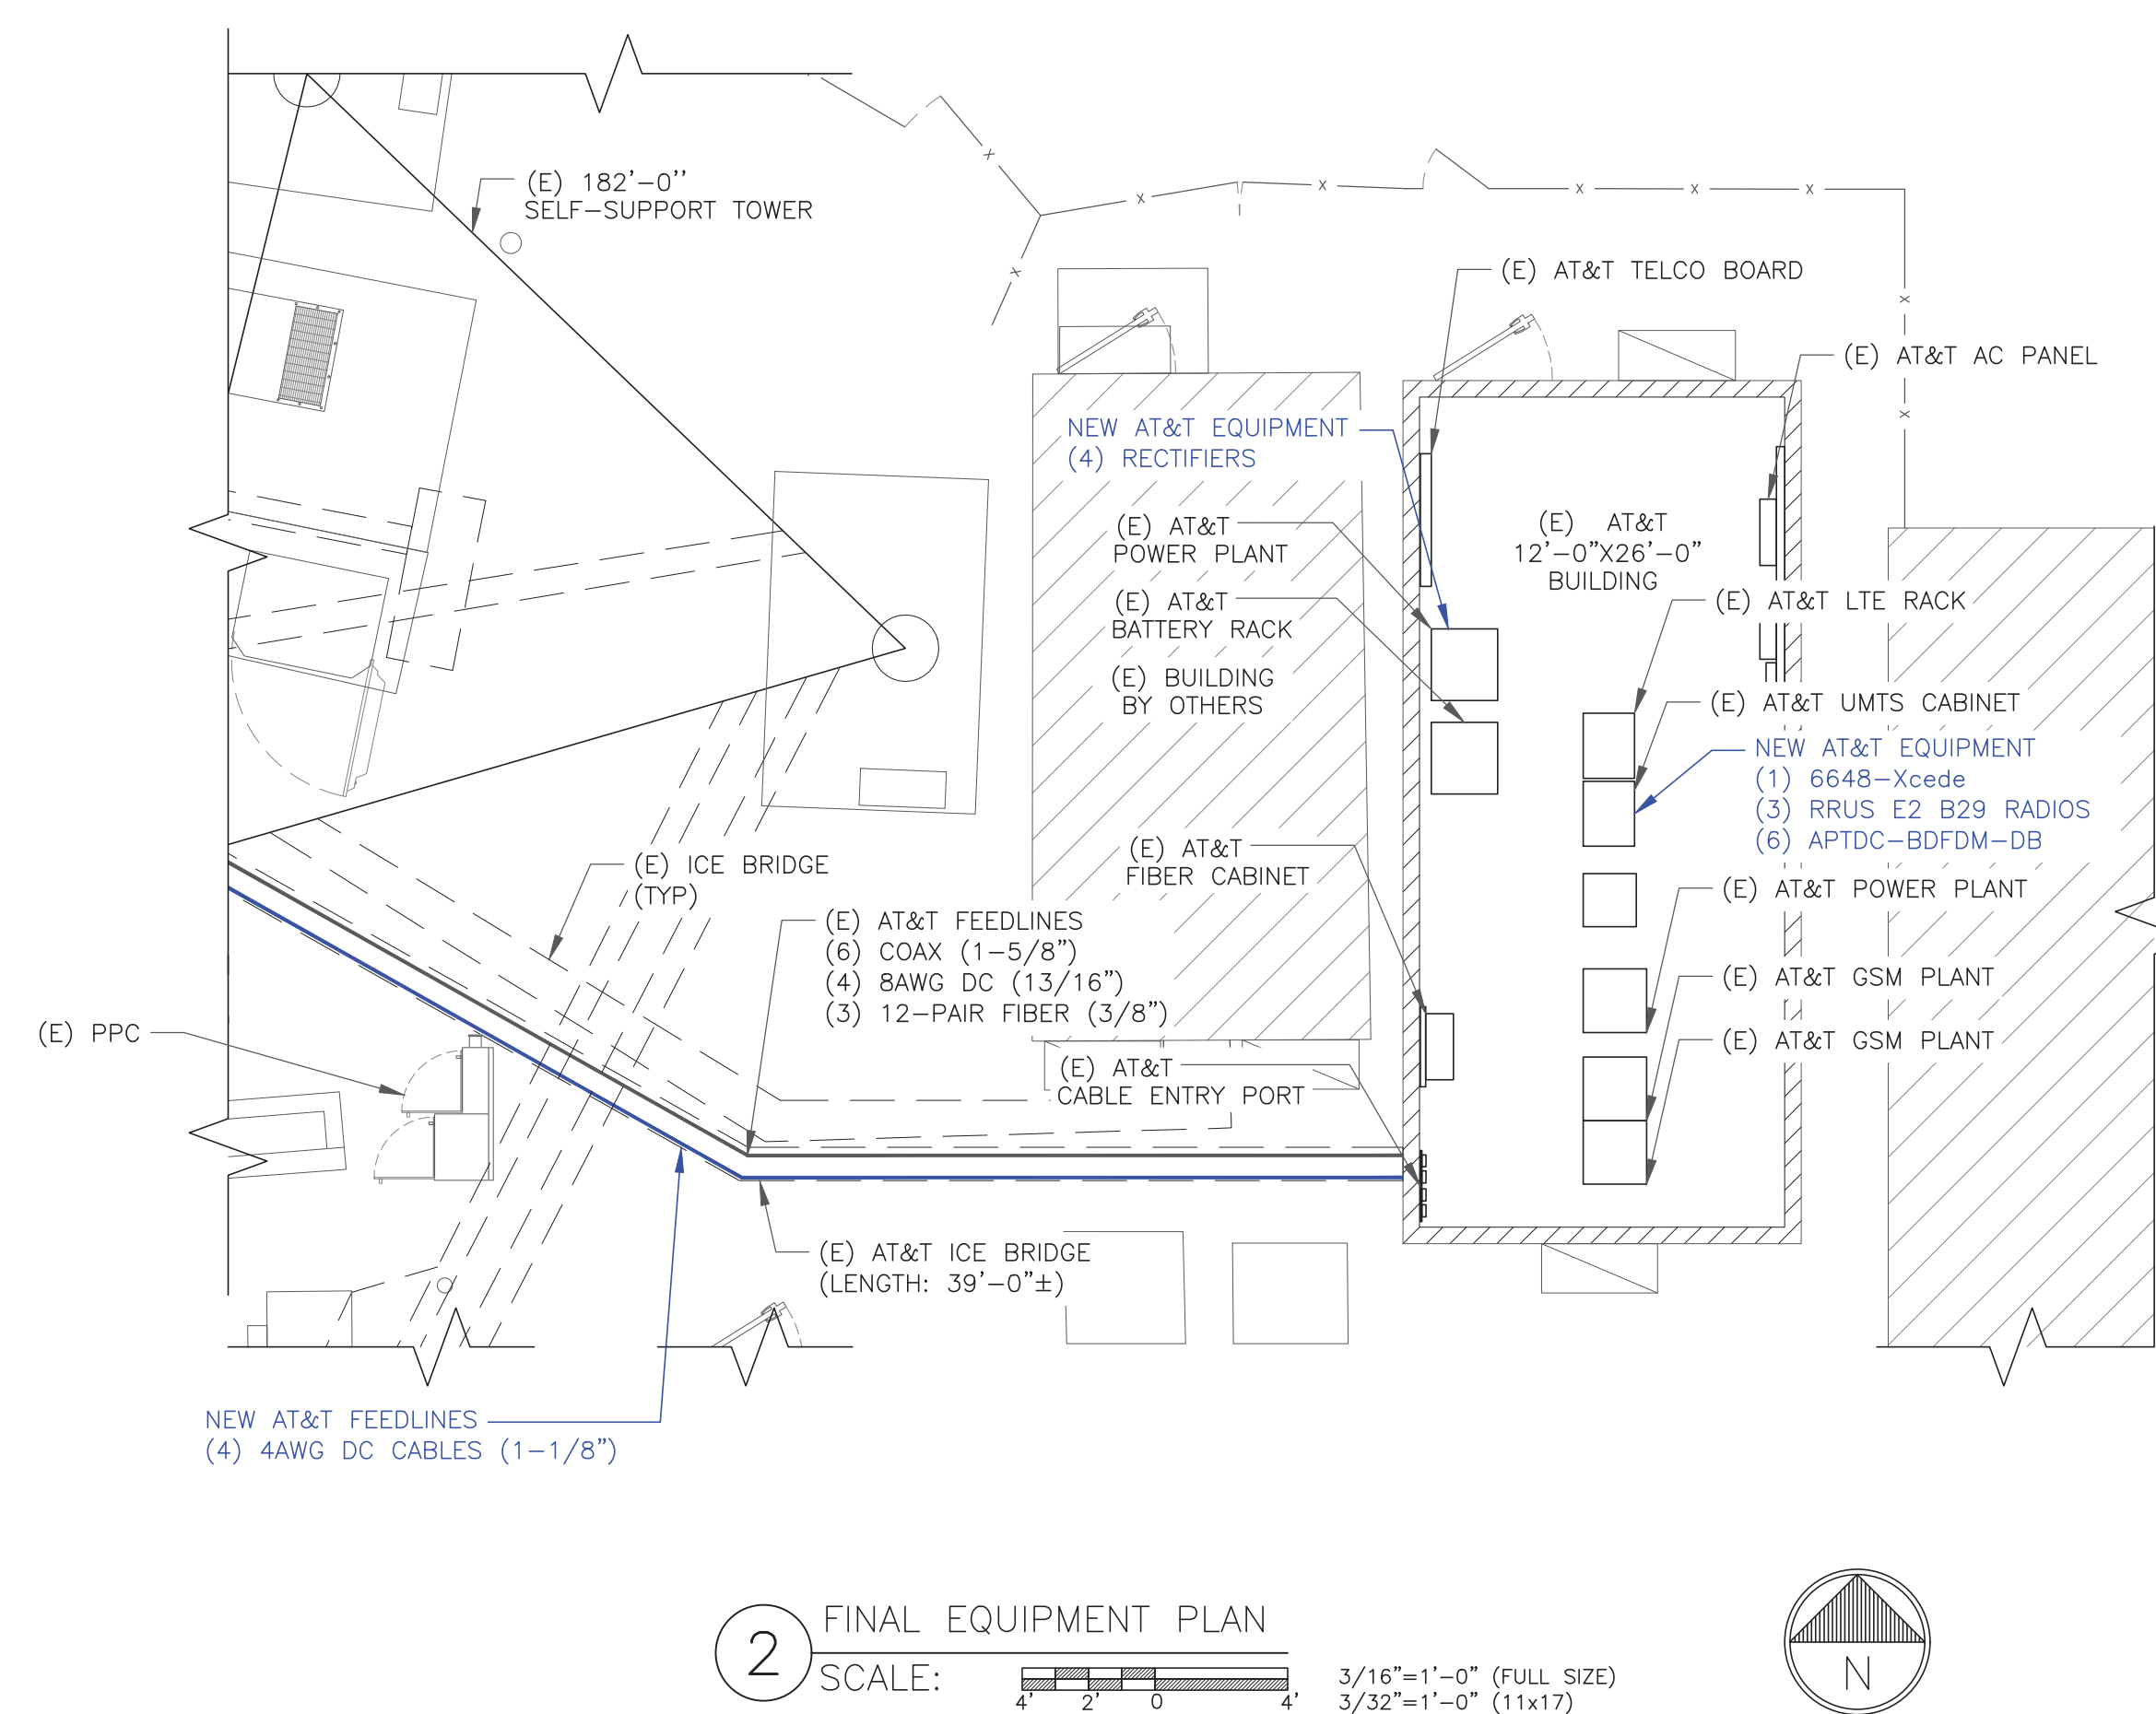 (E) 182'-0''
SELF-SUPPORT TOWER
(E) AT&T TELCO BOARD
(E) AT&T AC PANEL
NEW AT&T EQUIPMENT
(4) RECTIFIERS
(E) AT&T
POWER PLANT
(E) AT&T
12'-0"X26'-0"
BUILDING
(E) AT&T
BATTERY RACK
(E) AT&T LTE RACK
(E) BUILDING
BY OTHERS
(E) AT&T UMTS CABINET
NEW AT&T EQUIPMENT
(1) 6648-Xcede
(3) RRUS E2 B29 RADIOS
(6) APTDC-BDFDM-DB
(E) ICE BRIDGE
(TYP)
(E) AT&T
FIBER CABINET
(E) AT&T POWER PLANT
(E) AT&T FEEDLINES
(6) COAX (1-5/8")
(4) 8AWG DC (13/16")
(3) 12-PAIR FIBER (3/8")
(E) AT&T GSM PLANT
(E) PPC
(E) AT&T GSM PLANT
(E) AT&T
CABLE ENTRY PORT
(E) AT&T ICE BRIDGE
(LENGTH: 39'-0"±)
NEW AT&T FEEDLINES
(4) 4AWG DC CABLES (1-1/8")
2
FINAL EQUIPMENT PLAN
SCALE:
4' 2' 0 4'
3/16"=1'-0" (FULL SIZE)
3/32"=1'-0" (11x17)
N